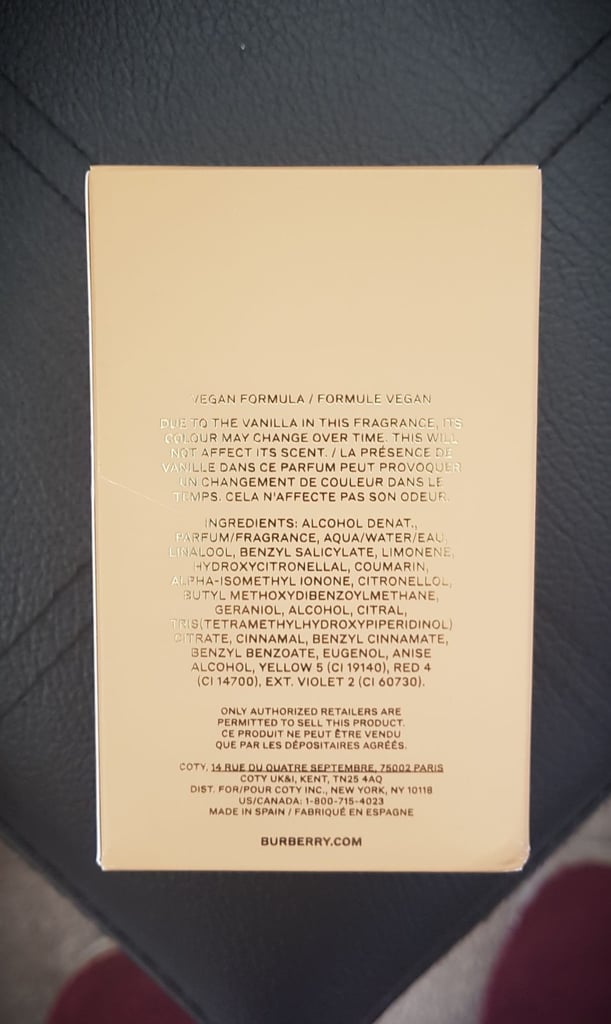 VEGAN FORMULA / FORMULE VEGAN
DUE TO THE VANILLA IN THIS FRAGRANCE, ITS
COLOUR MAY CHANGE OVER TIME. THIS WILL
NOT AFFECT ITS SCENT. / LA PRÉSENCE DE
VANILLE DANS CE PARFUM PEUT PROVOQUER
UN CHANGEMENT DE COULEUR DANS LE
TEMPS. CELA N'AFFECTE PAS SON ODEUR.
INGREDIENTS: ALCOHOL DENAT.,
PARFUM/FRAGRANCE, AQUA/WATER/EAU,
LINALOOL, BENZYL SALICYLATE, LIMONENE,
HYDROXYCITRONELLAL, COUMARIN,
ALPHA-ISOMETHYL IONONE, CITRONELLOL,
BUTYL METHOXYDIBENZOYLMETHANE,
GERANIOL, ALCOHOL, CITRAL,
TRIS(TETRAMETHYLHYDROXYPIPERIDINOL)
CITRATE, CINNAMAL, BENZYL CINNAMATE,
BENZYL BENZOATE, EUGENOL, ANISE
ALCOHOL, YELLOW 5 (CI 19140), RED 4
(CI 14700), EXT. VIOLET 2 (CI 60730).
ONLY AUTHORIZED RETAILERS ARE
PERMITTED TO SELL THIS PRODUCT.
CE PRODUIT NE PEUT ÊTRE VENDU
QUE PAR LES DÉPOSITAIRES AGRÉÉS.
COTY, 14 RUE DU QUATRE SEPTEMBRE, 75002 PARIS
COTY UK&I, KENT, TN25 4AQ
DIST. FOR/POUR COTY INC., NEW YORK, NY 10118
US/CANADA: 1-800-715-4023
MADE IN SPAIN / FABRIQUÉ EN ESPAGNE
BURBERRY.COM